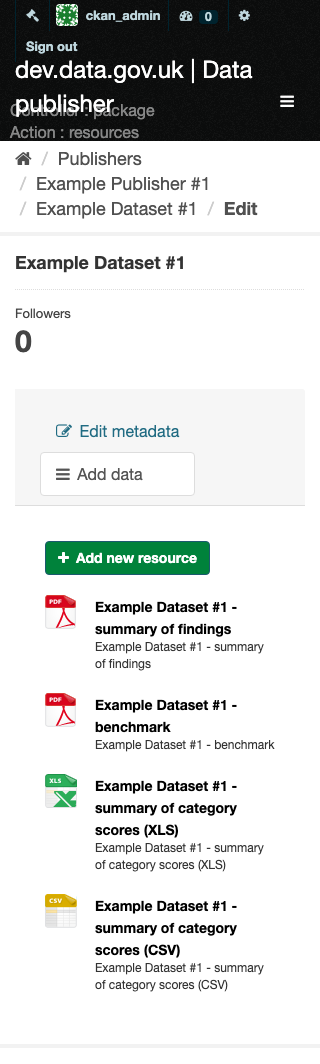 ckan_admin 0
Sign out
dev.data.gov.uk | Data
publisher
Controller : package
Action : resources
/ Publishers
/ Example Publisher #1
/ Example Dataset #1 / Edit
Example Dataset #1
Followers
0
Edit metadata
Add data
+ Add new resource
PDF
Example Dataset #1 -
summary of findings
Example Dataset #1 - summary
of findings
PDF
Example Dataset #1 -
benchmark
Example Dataset #1 - benchmark
XLS
Example Dataset #1 -
summary of category
scores (XLS)
Example Dataset #1 - summary
of category scores (XLS)
CSV
Example Dataset #1 -
summary of category
scores (CSV)
Example Dataset #1 - summary
of category scores (CSV)